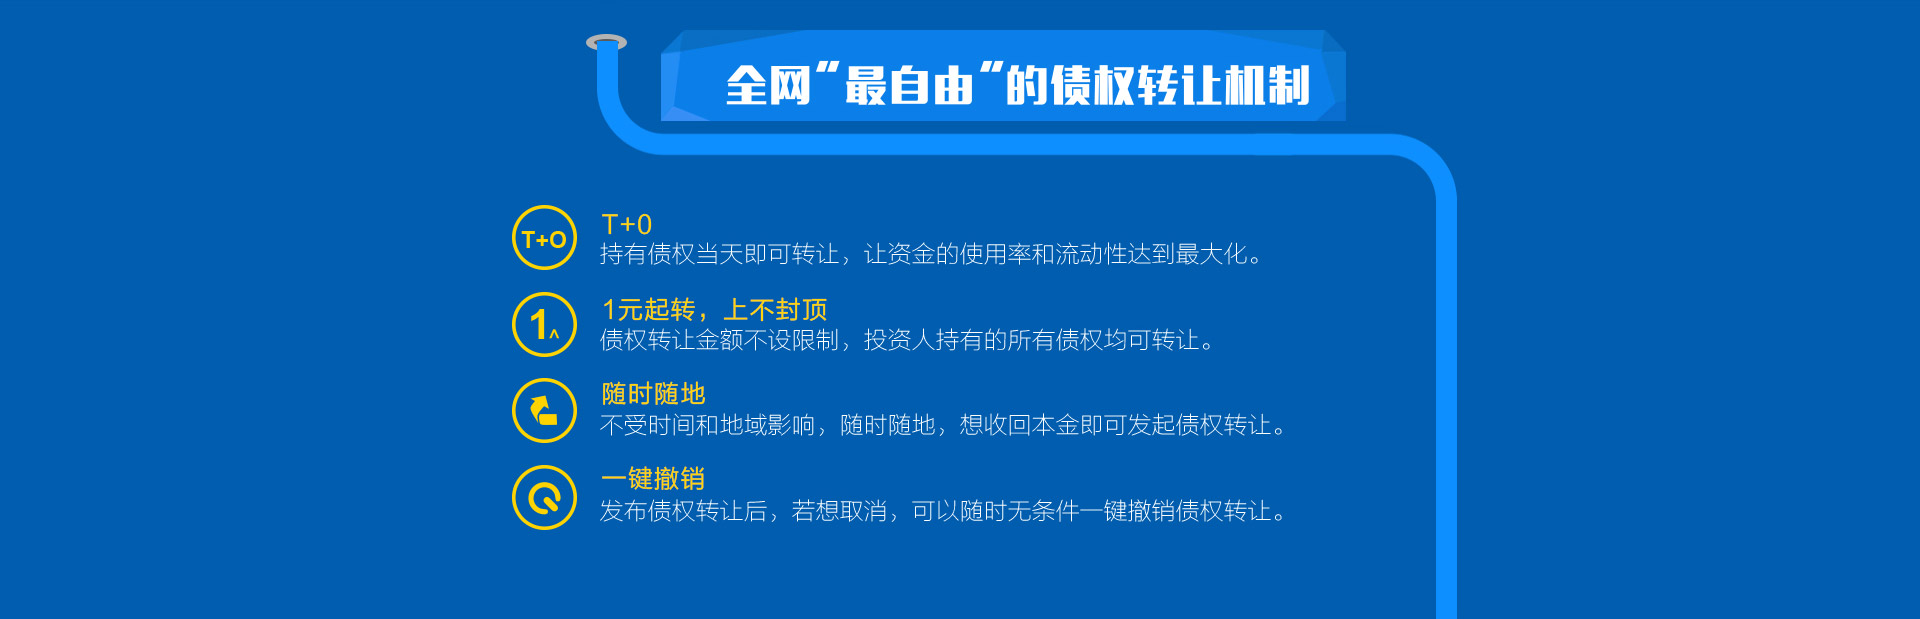 全网"最自由"的债权转让机制
T+O
T+0
持有债权当天即可转让，让资金的使用率和流动性达到最大化。
1^
1元起转，上不封顶
债权转让金额不设限制，投资人持有的所有债权均可转让。
随时随地
不受时间和地域影响，随时随地，想收回本金即可发起债权转让。
一键撤销
发布债权转让后，若想取消，可以随时无条件一键撤销债权转让。